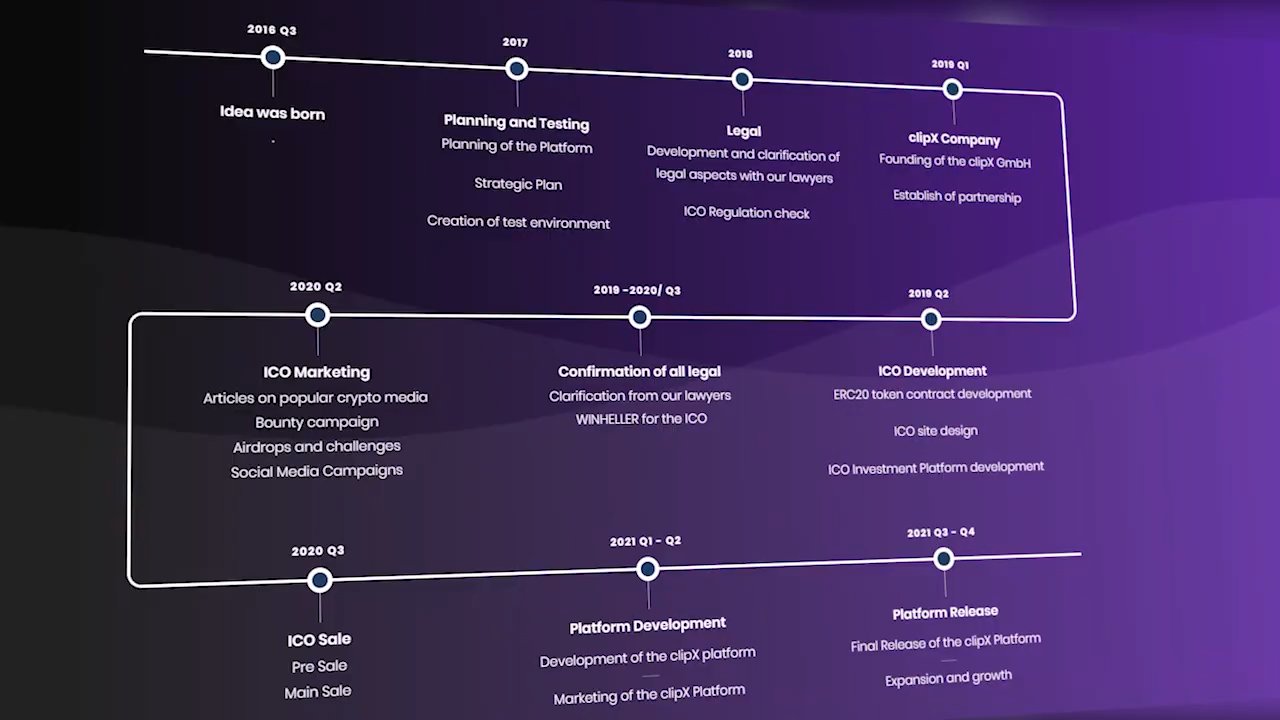 2016 Q3
Idea was born
2017
Planning and Testing
Planning of the Platform
Strategic Plan
Creation of test environment
2018
Legal
Development and clarification of
legal aspects with our lawyers
ICO Regulation check
2019 Q1
clipX Company
Founding of the clipX GmbH
Establish of partnership
2019 Q2
ICO Development
ERC20 token contract development
ICO site design
ICO Investment Platform development
2019 -2020/ Q3
Confirmation of all legal
Clarification from our lawyers
WINHELLER for the ICO
2020 Q2
ICO Marketing
Articles on popular crypto media
Bounty campaign
Airdrops and challenges
Social Media Campaigns
2020 Q3
ICO Sale
Pre Sale
Main Sale
2021 Q1 - Q2
Platform Development
Development of the clipX platform
Marketing of the clipX Platform
2021 Q3 - Q4
Platform Release
Final Release of the clipX Platform
Expansion and growth